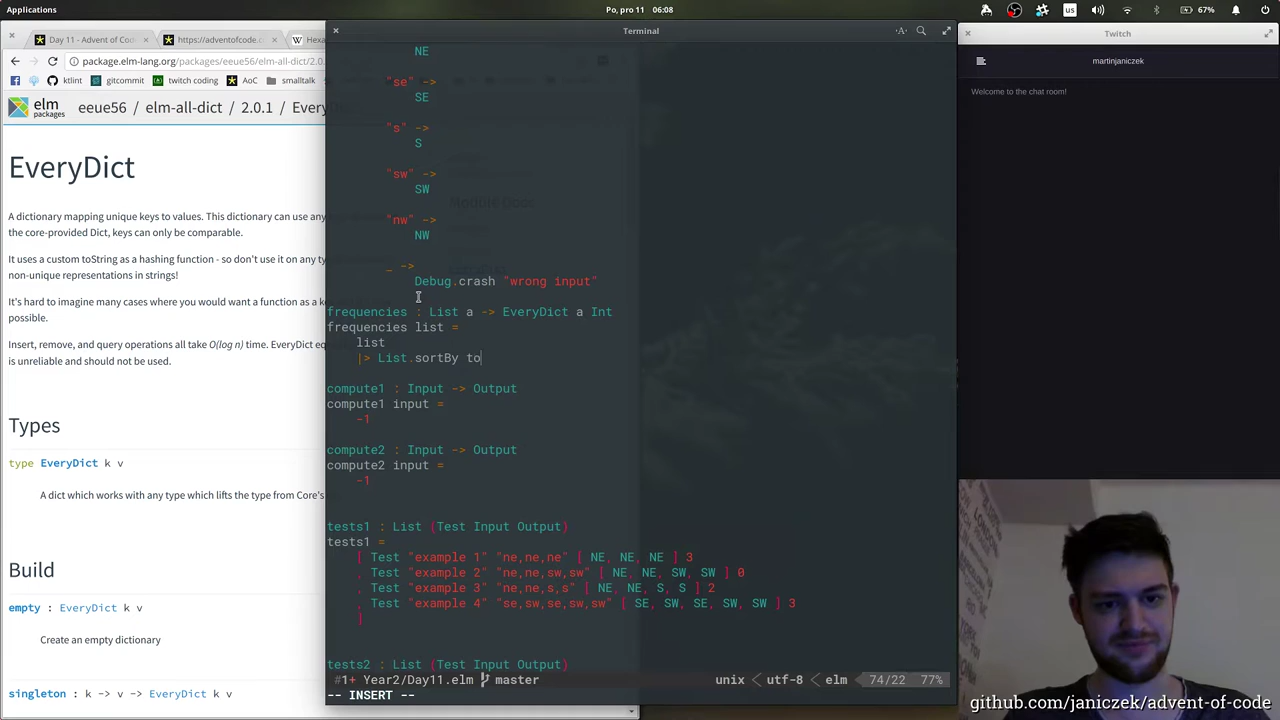 Applications
Po, pro 11 06:08
us
67%
Day 11 - Advent of Cod
https://adventofcode.c
Hexa
package.elm-lang.org/packages/eeue56/elm-all-dict/2.0.
ktlint
gitcommit
twitch coding
AoC
smalltalk
elm
packages
eeue56 / elm-all-dict / 2.0.1 / Every
EveryDict
A dictionary mapping unique keys to values. This dictionary can use any
the core-provided Dict, keys can only be comparable.
It uses a custom toString as a hashing function - so don't use it on any ty
non-unique representations in strings!
It's hard to imagine many cases where you would want a function as a k
possible.
Insert, remove, and query operations all take O(log n) time. EveryDict eq
is unreliable and should not be used.
Types
type EveryDict k v
A dict which works with any type which lifts the type from Core's
Build
empty : EveryDict k v
Create an empty dictionary
singleton : k -> v -> EveryDict k v
Terminal
NE
"se" ->
SE
"s" ->
S
"sw" ->
SW
"nw" ->
NW
_ ->
Debug.crash "wrong input"
frequencies : List a -> EveryDict a Int
frequencies list =
list
|> List.sortBy to
compute1 : Input -> Output
compute1 input =
-1
compute2 : Input -> Output
compute2 input =
-1
tests1 : List (Test Input Output)
tests1 =
[ Test "example 1" "ne,ne,ne" [ NE, NE, NE ] 3
, Test "example 2" "ne,ne,sw,sw" [ NE, NE, SW, SW ] 0
, Test "example 3" "ne,ne,s,s" [ NE, NE, S, S ] 2
, Test "example 4" "se,sw,se,sw,sw" [ SE, SW, SE, SW, SW ] 3
]
tests2 : List (Test Input Output)
#1+ Year2/Day11.elm master unix < utf-8 < elm 74/22 77%
-- INSERT --
Twitch
martinjaniczek
Welcome to the chat room!
github.com/janiczek/advent-of-code